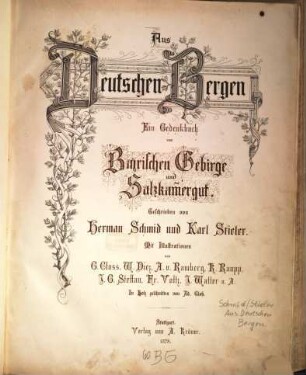 Aus
Deutschen Bergen
Ein Gedenkbuch
vom
Bayrischen Gebirge
und
Salzkammergut.
Geschrieben von
Herman Schmid und Karl Stieler.
Mit Illustrationen
von
G. Closs, W. Diez, A. v. Ramberg, K. Raupp,
J. G. Steffan, Fr. Voltz, J. Watter u. A.
In Holz geschnitten von Ad. Closs.
Stuttgart.
Verlag von A. Kröner.
1873.
Schmid/Stieler
Aus Deutschen
Bergen